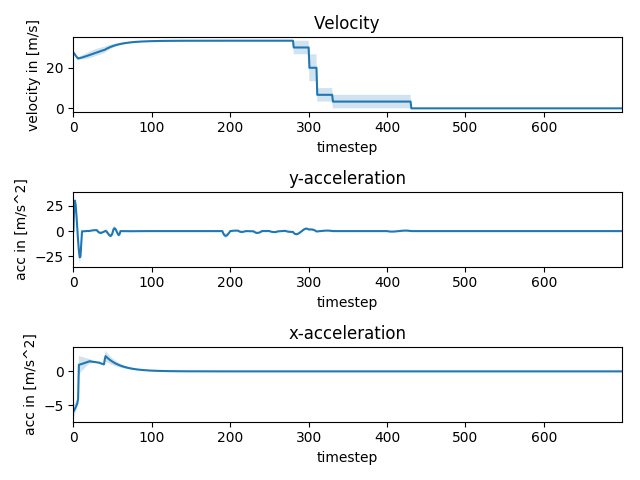 Velocity
velocity in [m/s]
20
0
0 100 200 300 400 500 600
timestep
y-acceleration
acc in [m/s^2]
25
0
−25
0 100 200 300 400 500 600
timestep
x-acceleration
acc in [m/s^2]
0
−5
0 100 200 300 400 500 600
timestep